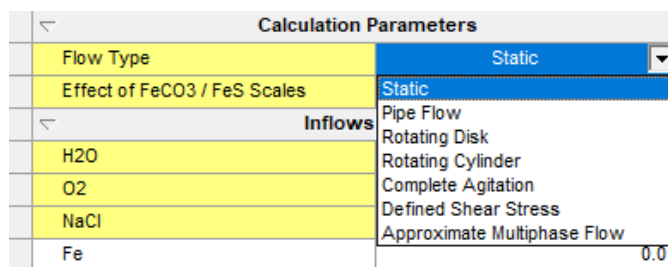 Calculation Parameters
Flow Type Static
Effect of FeCO3 / FeS Scales Static
Pipe Flow
Inflows
Rotating Disk
H2O Rotating Cylinder
O2 Complete Agitation
Defined Shear Stress
NaCl
Approximate Multiphase Flow
Fe 0.0